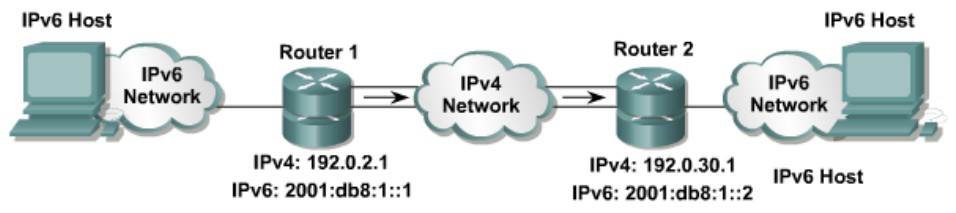 IPv6 Host
IPv6 Host
Router 1
Router 2
IPv6
Network
IPv4
Network
IPv6
Network
IPv4: 192.0.2.1
IPv6: 2001:db8:1::1
IPv4: 192.0.30.1
IPv6: 2001:db8:1::2
IPv6 Host